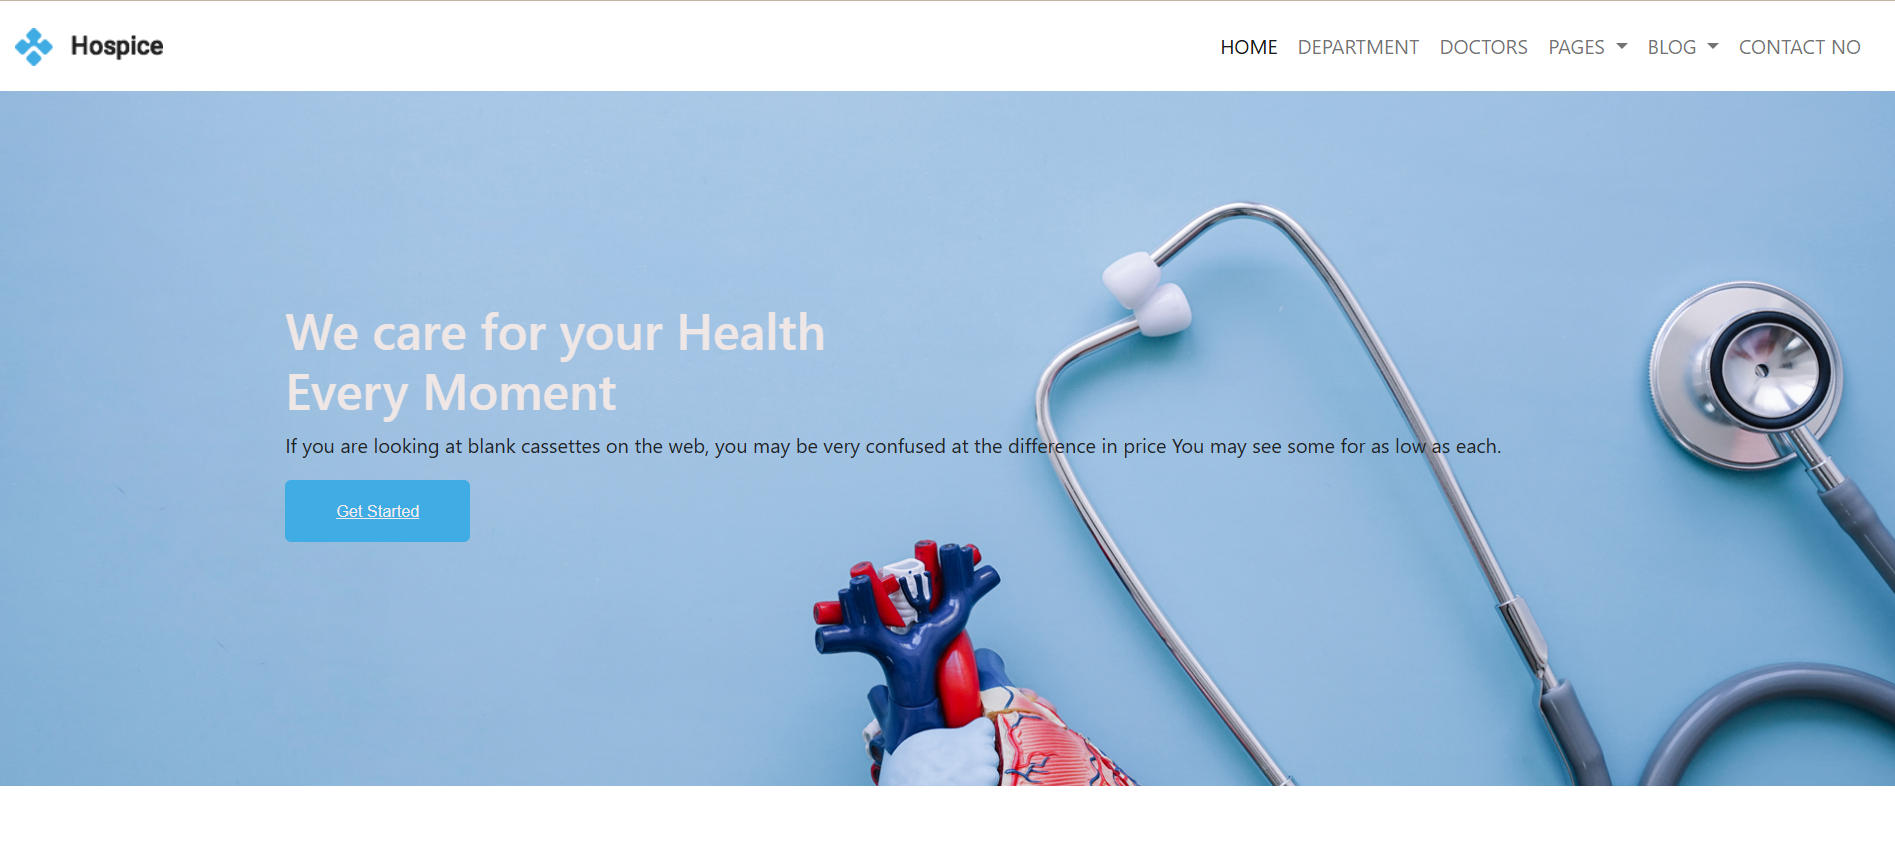 Hospice
HOME DEPARTMENT DOCTORS PAGES BLOG CONTACT NO
We care for your Health
Every Moment
If you are looking at blank cassettes on the web, you may be very confused at the difference in price You may see some for as low as each.
Get Started